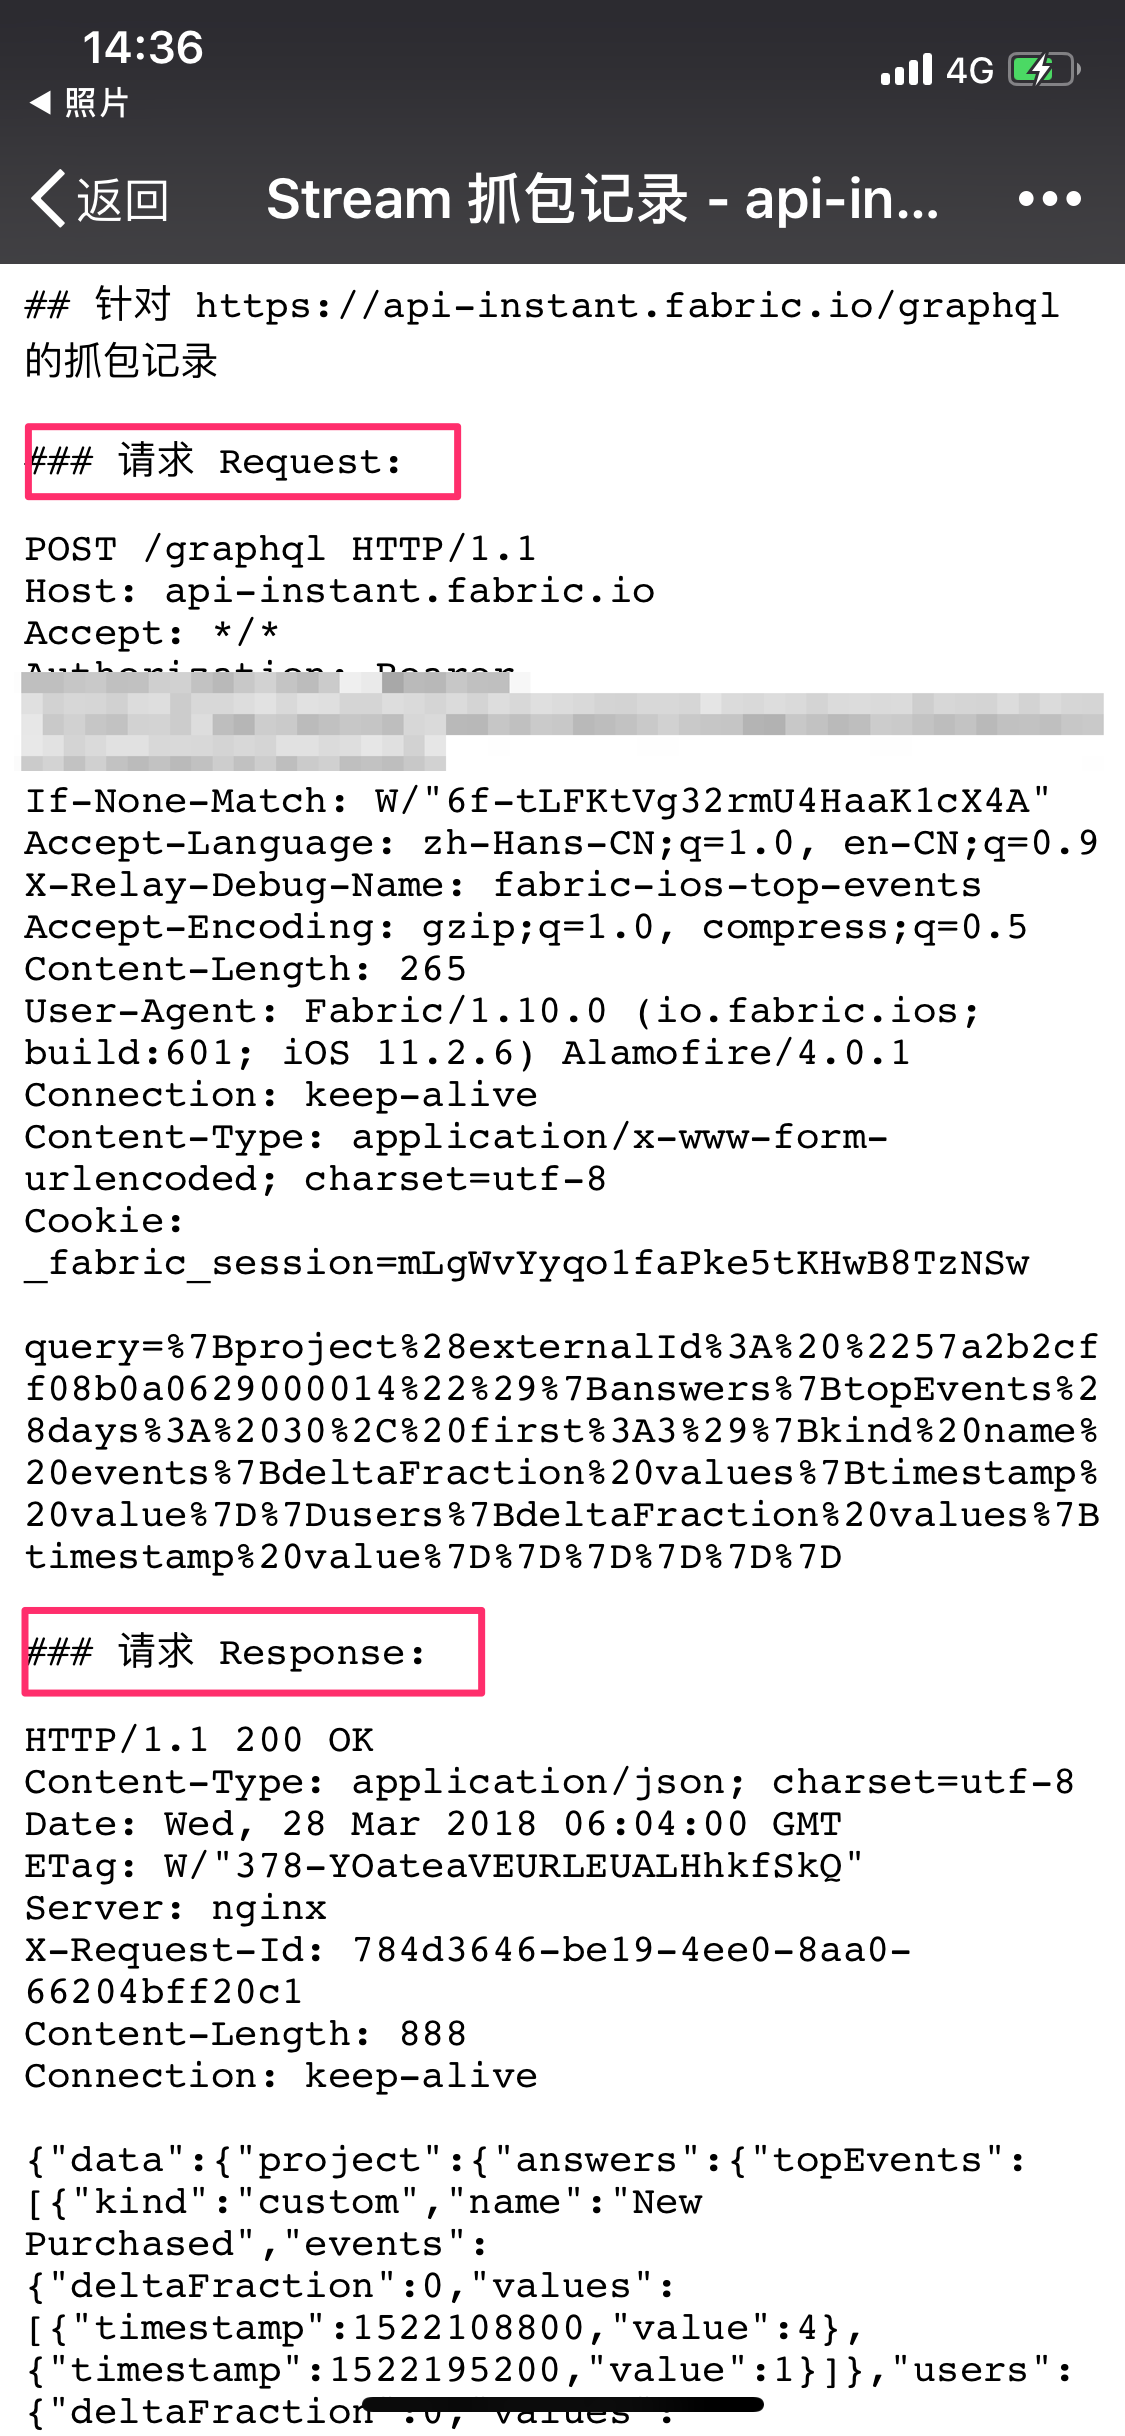 14:36
4G
照片
返回
Stream 抓包记录 - api-in...
## 针对 https://api-instant.fabric.io/graphql
的抓包记录
### 请求 Request:
POST /graphql HTTP/1.1
Host: api-instant.fabric.io
Accept: */*
Authorization: Bearer
If-None-Match: W/"6f-tLFKtVg32rmU4HaaK1cX4A"
Accept-Language: zh-Hans-CN;q=1.0, en-CN;q=0.9
X-Relay-Debug-Name: fabric-ios-top-events
Accept-Encoding: gzip;q=1.0, compress;q=0.5
Content-Length: 265
User-Agent: Fabric/1.10.0 (io.fabric.ios;
build:601; iOS 11.2.6) Alamofire/4.0.1
Connection: keep-alive
Content-Type: application/x-www-form-
urlencoded; charset=utf-8
Cookie:
_fabric_session=mLgWvYyqo1faPke5tKHwB8TzNSw
query=%7Bproject%28externalId%3A%20%2257a2b2cf
f08b0a0629000014%22%29%7Banswers%7BtopEvents%2
8days%3A%2030%2C%20first%3A3%29%7Bkind%20name%
20events%7BdeltaFraction%20values%7Btimestamp%
20value%7D%7Dusers%7BdeltaFraction%20values%7B
timestamp%20value%7D%7D%7D%7D%7D%7D
### 请求 Response:
HTTP/1.1 200 OK
Content-Type: application/json; charset=utf-8
Date: Wed, 28 Mar 2018 06:04:00 GMT
ETag: W/"378-YOateaVEURLEUALHhkfSkQ"
Server: nginx
X-Request-Id: 784d3646-be19-4ee0-8aa0-
66204bff20c1
Content-Length: 888
Connection: keep-alive
{"data":{"project":{"answers":{"topEvents":
[{"kind":"custom","name":"New
Purchased","events":
{"deltaFraction":0,"values":
[{"timestamp":1522108800,"value":4},
{"timestamp":1522195200,"value":1}]},"users":
{"deltaFraction":0,"values":